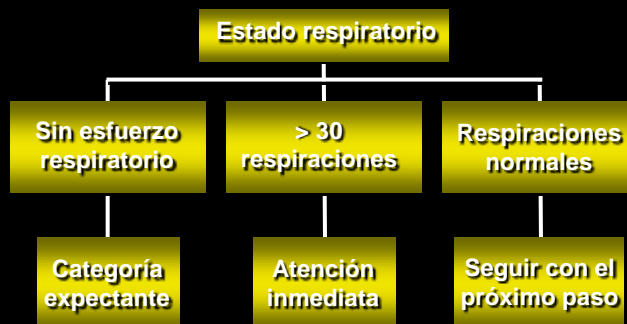 Estado respiratorio
Sin esfuerzo
respiratorio
> 30
respiraciones
Respiraciones
normales
Categoría
expectante
Atención
inmediata
Seguir con el
próximo paso